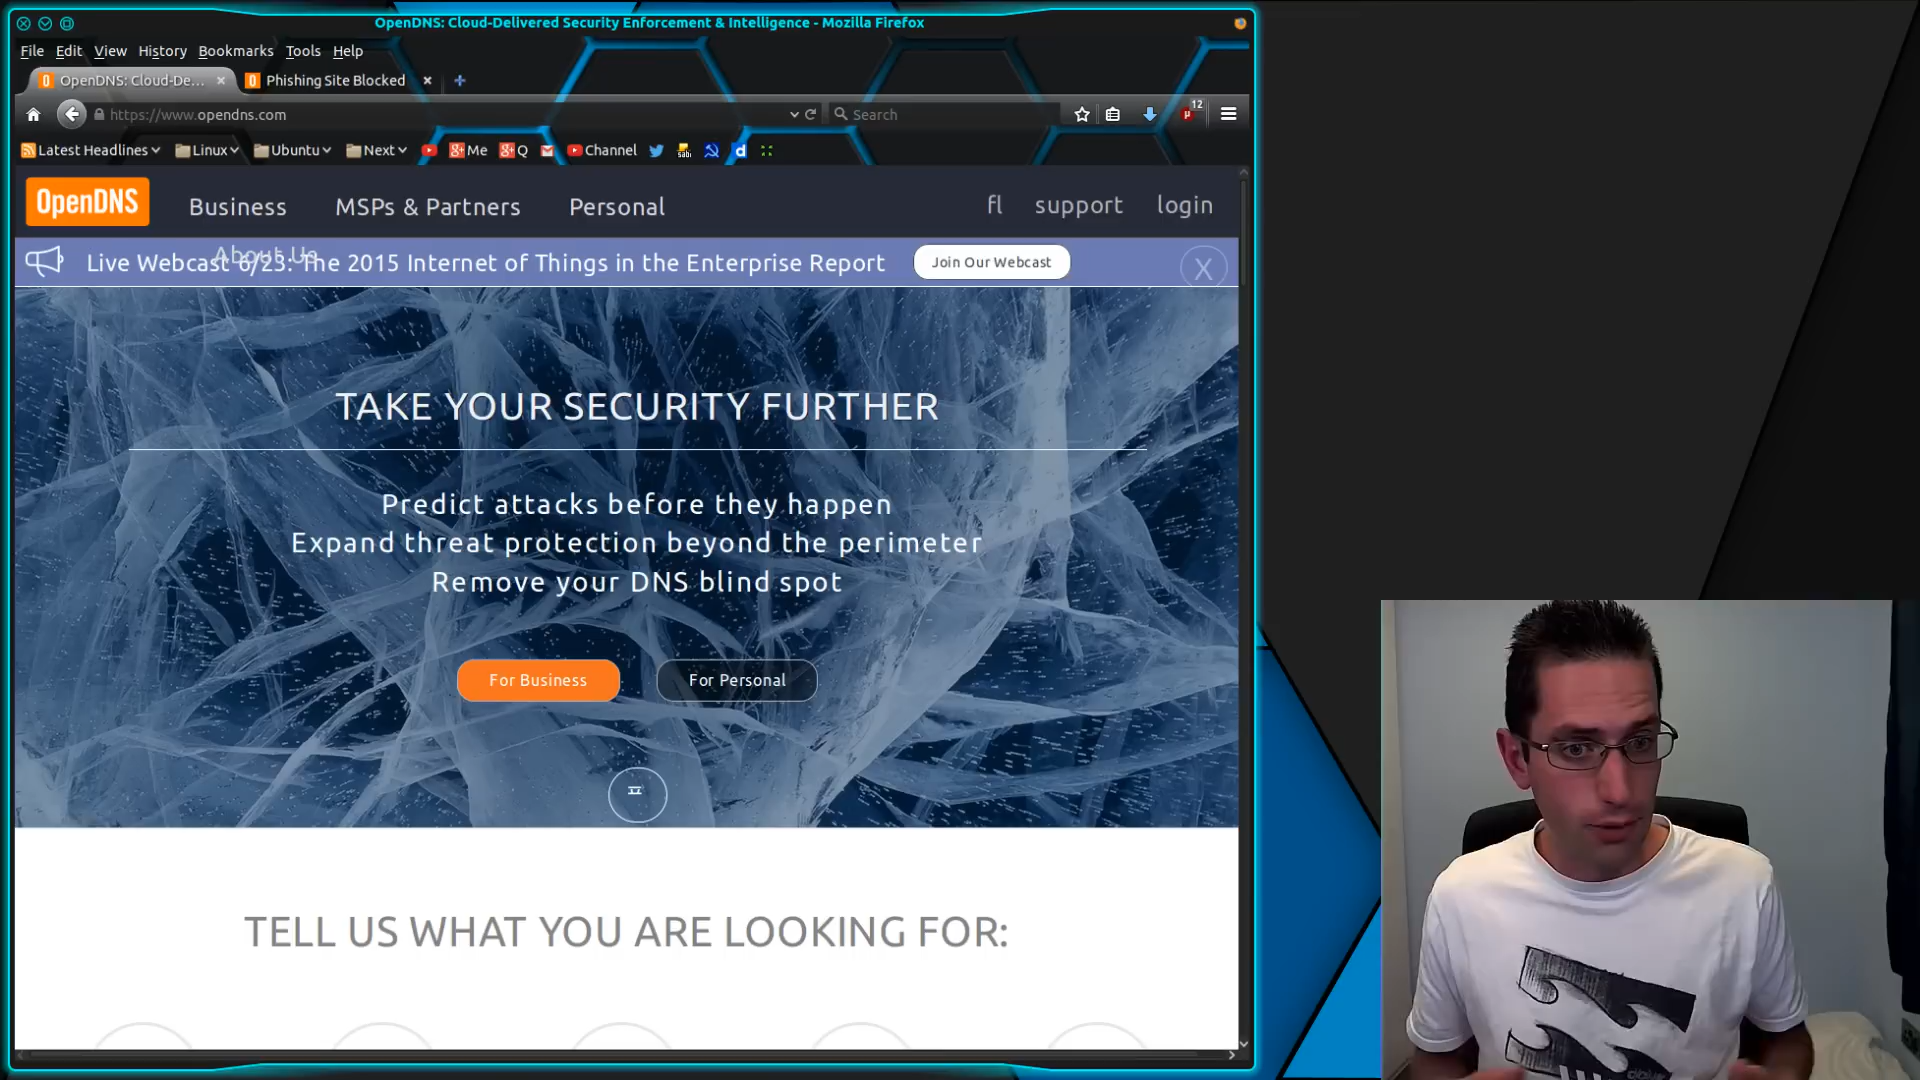 OpenDNS: Cloud-Delivered Security Enforcement & Intelligence - Mozilla Firefox
File Edit View History Bookmarks Tools Help
OpenDNS: Cloud-De... Phishing Site Blocked
https://www.opendns.com Search 12
Latest Headlines Linux Ubuntu Next Me Q Channel
OpenDNS Business MSPs & Partners Personal fl support login
About Us
Live Webcast 6/23: The 2015 Internet of Things in the Enterprise Report Join Our Webcast X
TAKE YOUR SECURITY FURTHER
Predict attacks before they happen
Expand threat protection beyond the perimeter
Remove your DNS blind spot
For Business For Personal
TELL US WHAT YOU ARE LOOKING FOR: